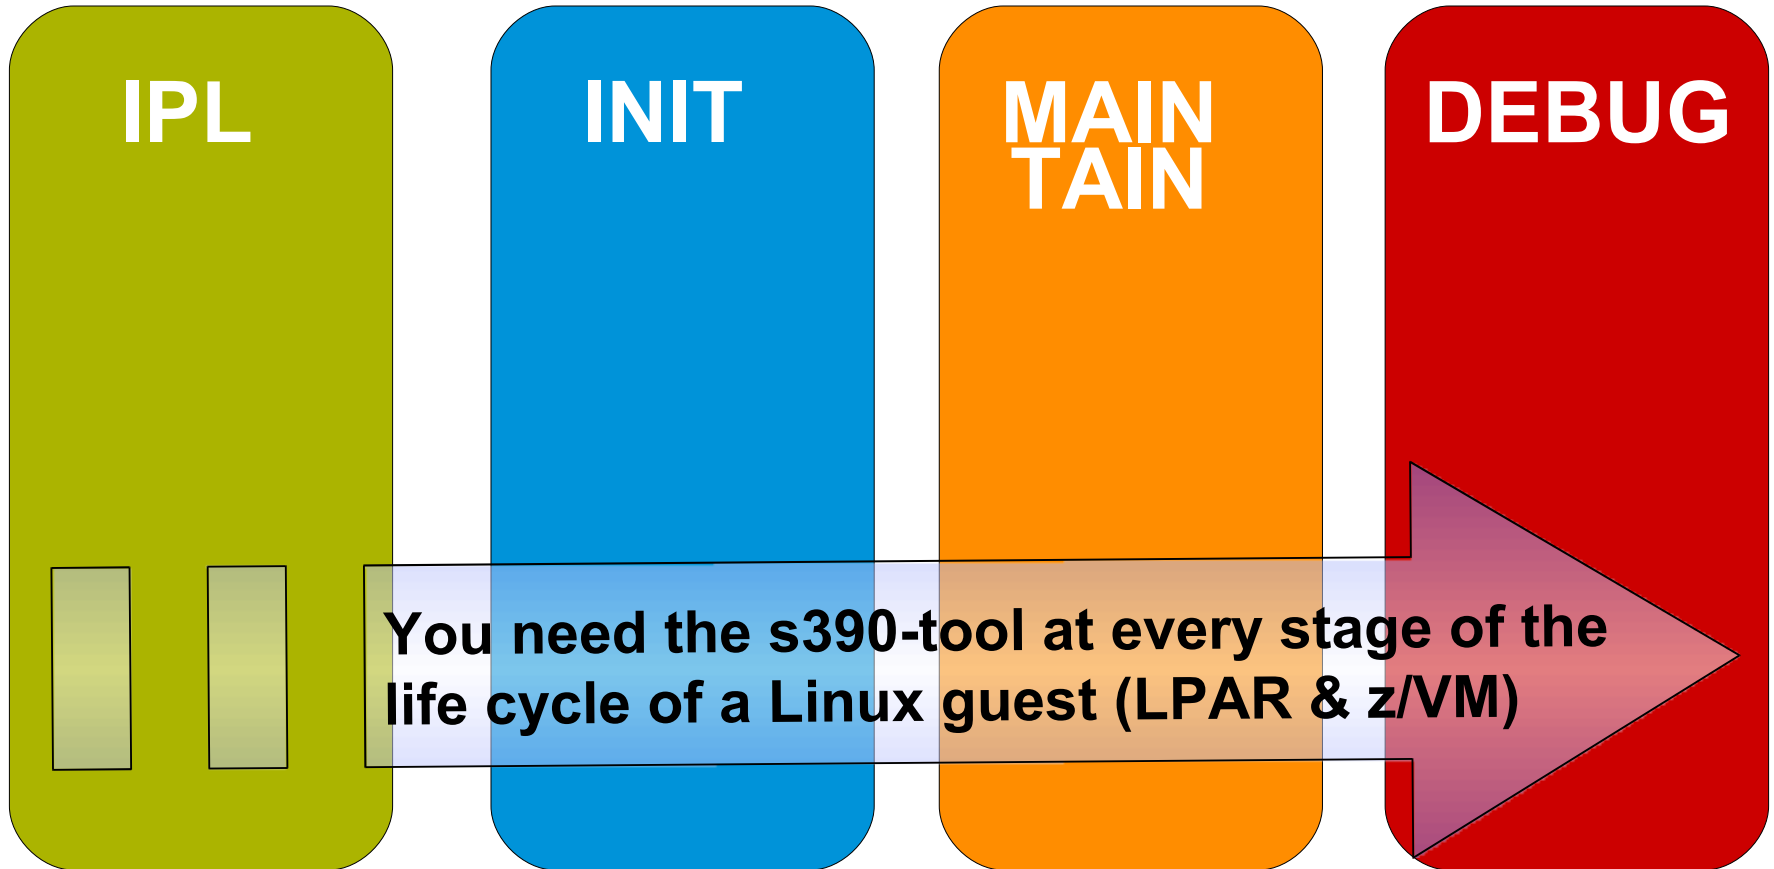 IPL
INIT
MAIN
TAIN
DEBUG
You need the s390-tool at every stage of the
life cycle of a Linux guest (LPAR & z/VM)